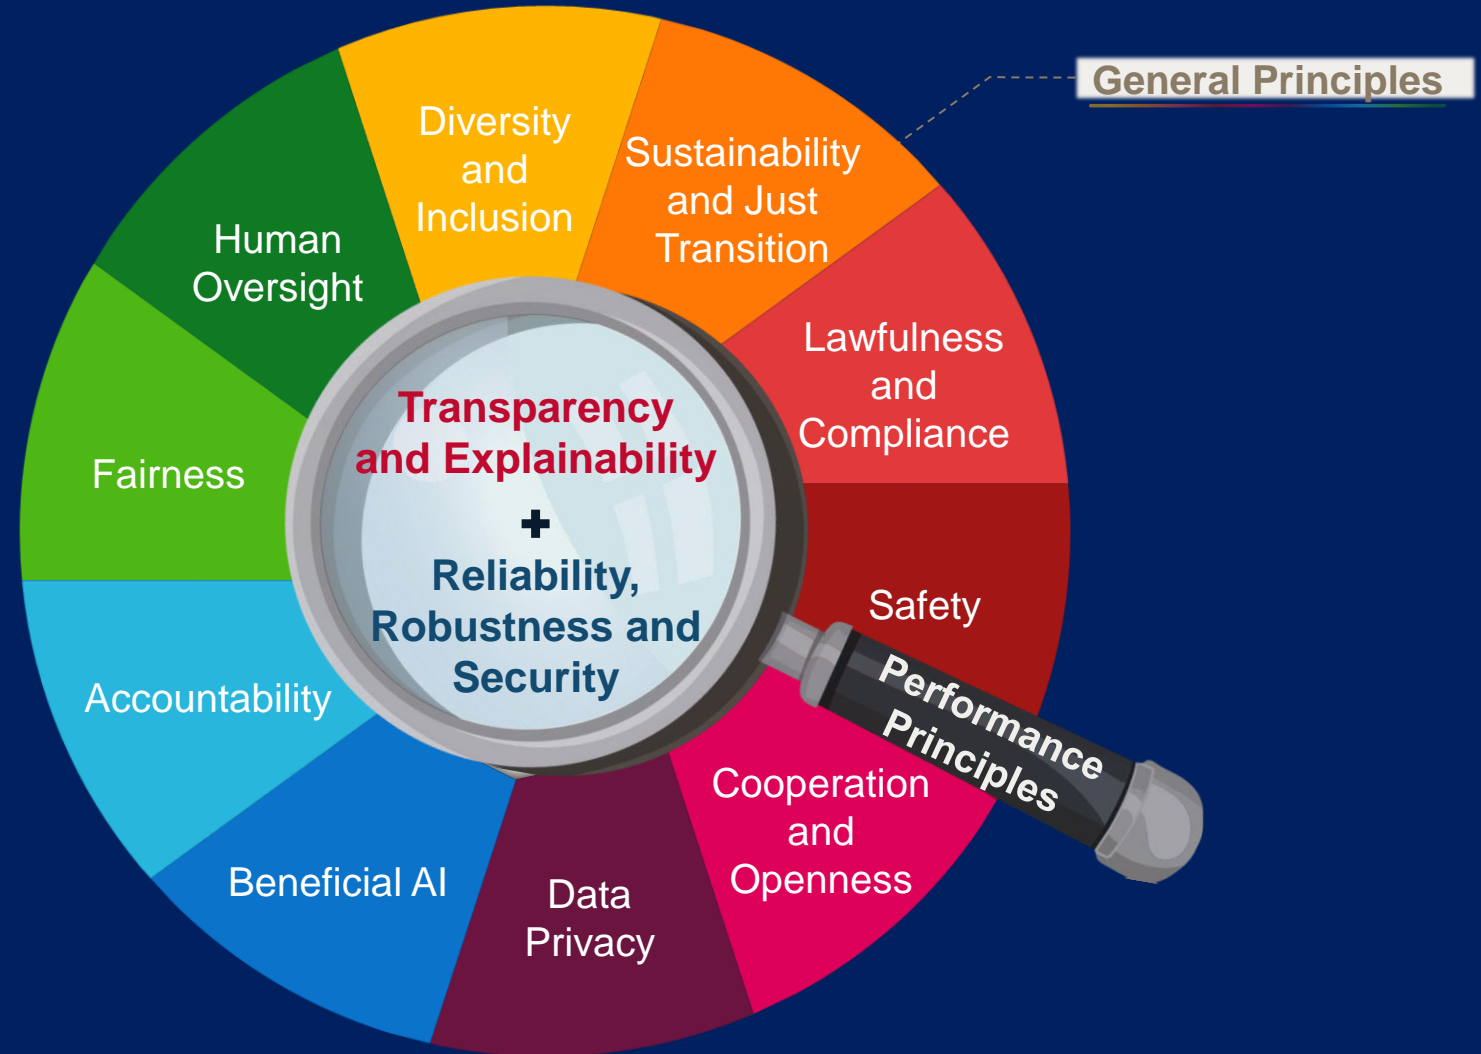 General Principles
Diversity
and
Inclusion
Sustainability
and Just
Transition
Lawfulness
and
Compliance
Safety
Cooperation
and
Openness
Data
Privacy
Beneficial AI
Accountability
Fairness
Human
Oversight
Transparency
and Explainability
+
Reliability,
Robustness and
Security
Performance
Principles